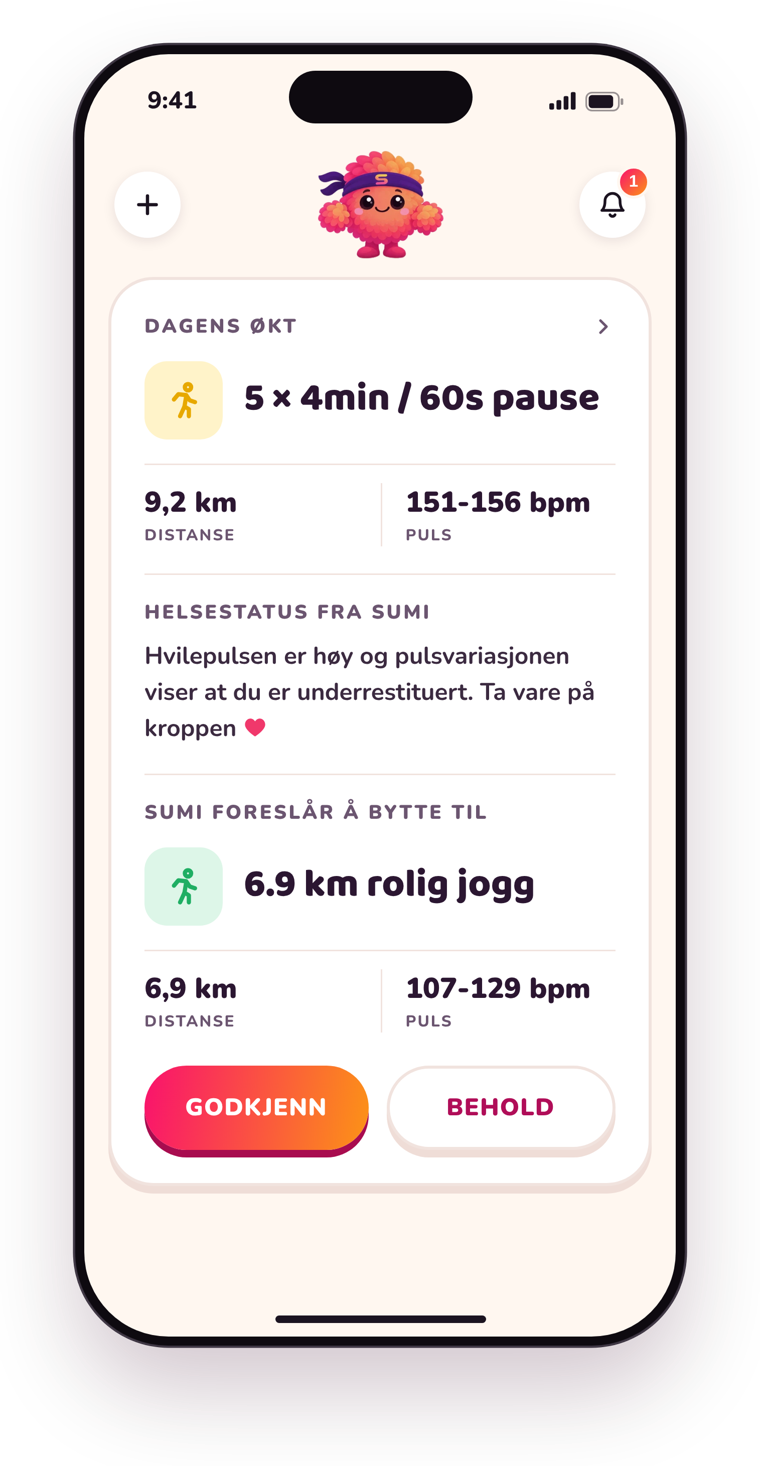 9:41
S
1
DAGENS ØKT
5 × 4min / 60s pause
9,2 km
DISTANSE
151-156 bpm
PULS
HELSESTATUS FRA SUMI
Hvilepulsen er høy og pulsvariasjonen
viser at du er underrestituert. Ta vare på
kroppen ♥
SUMI FORESLÅR Å BYTTE TIL
6.9 km rolig jogg
6,9 km
DISTANSE
107-129 bpm
PULS
GODKJENN
BEHOLD